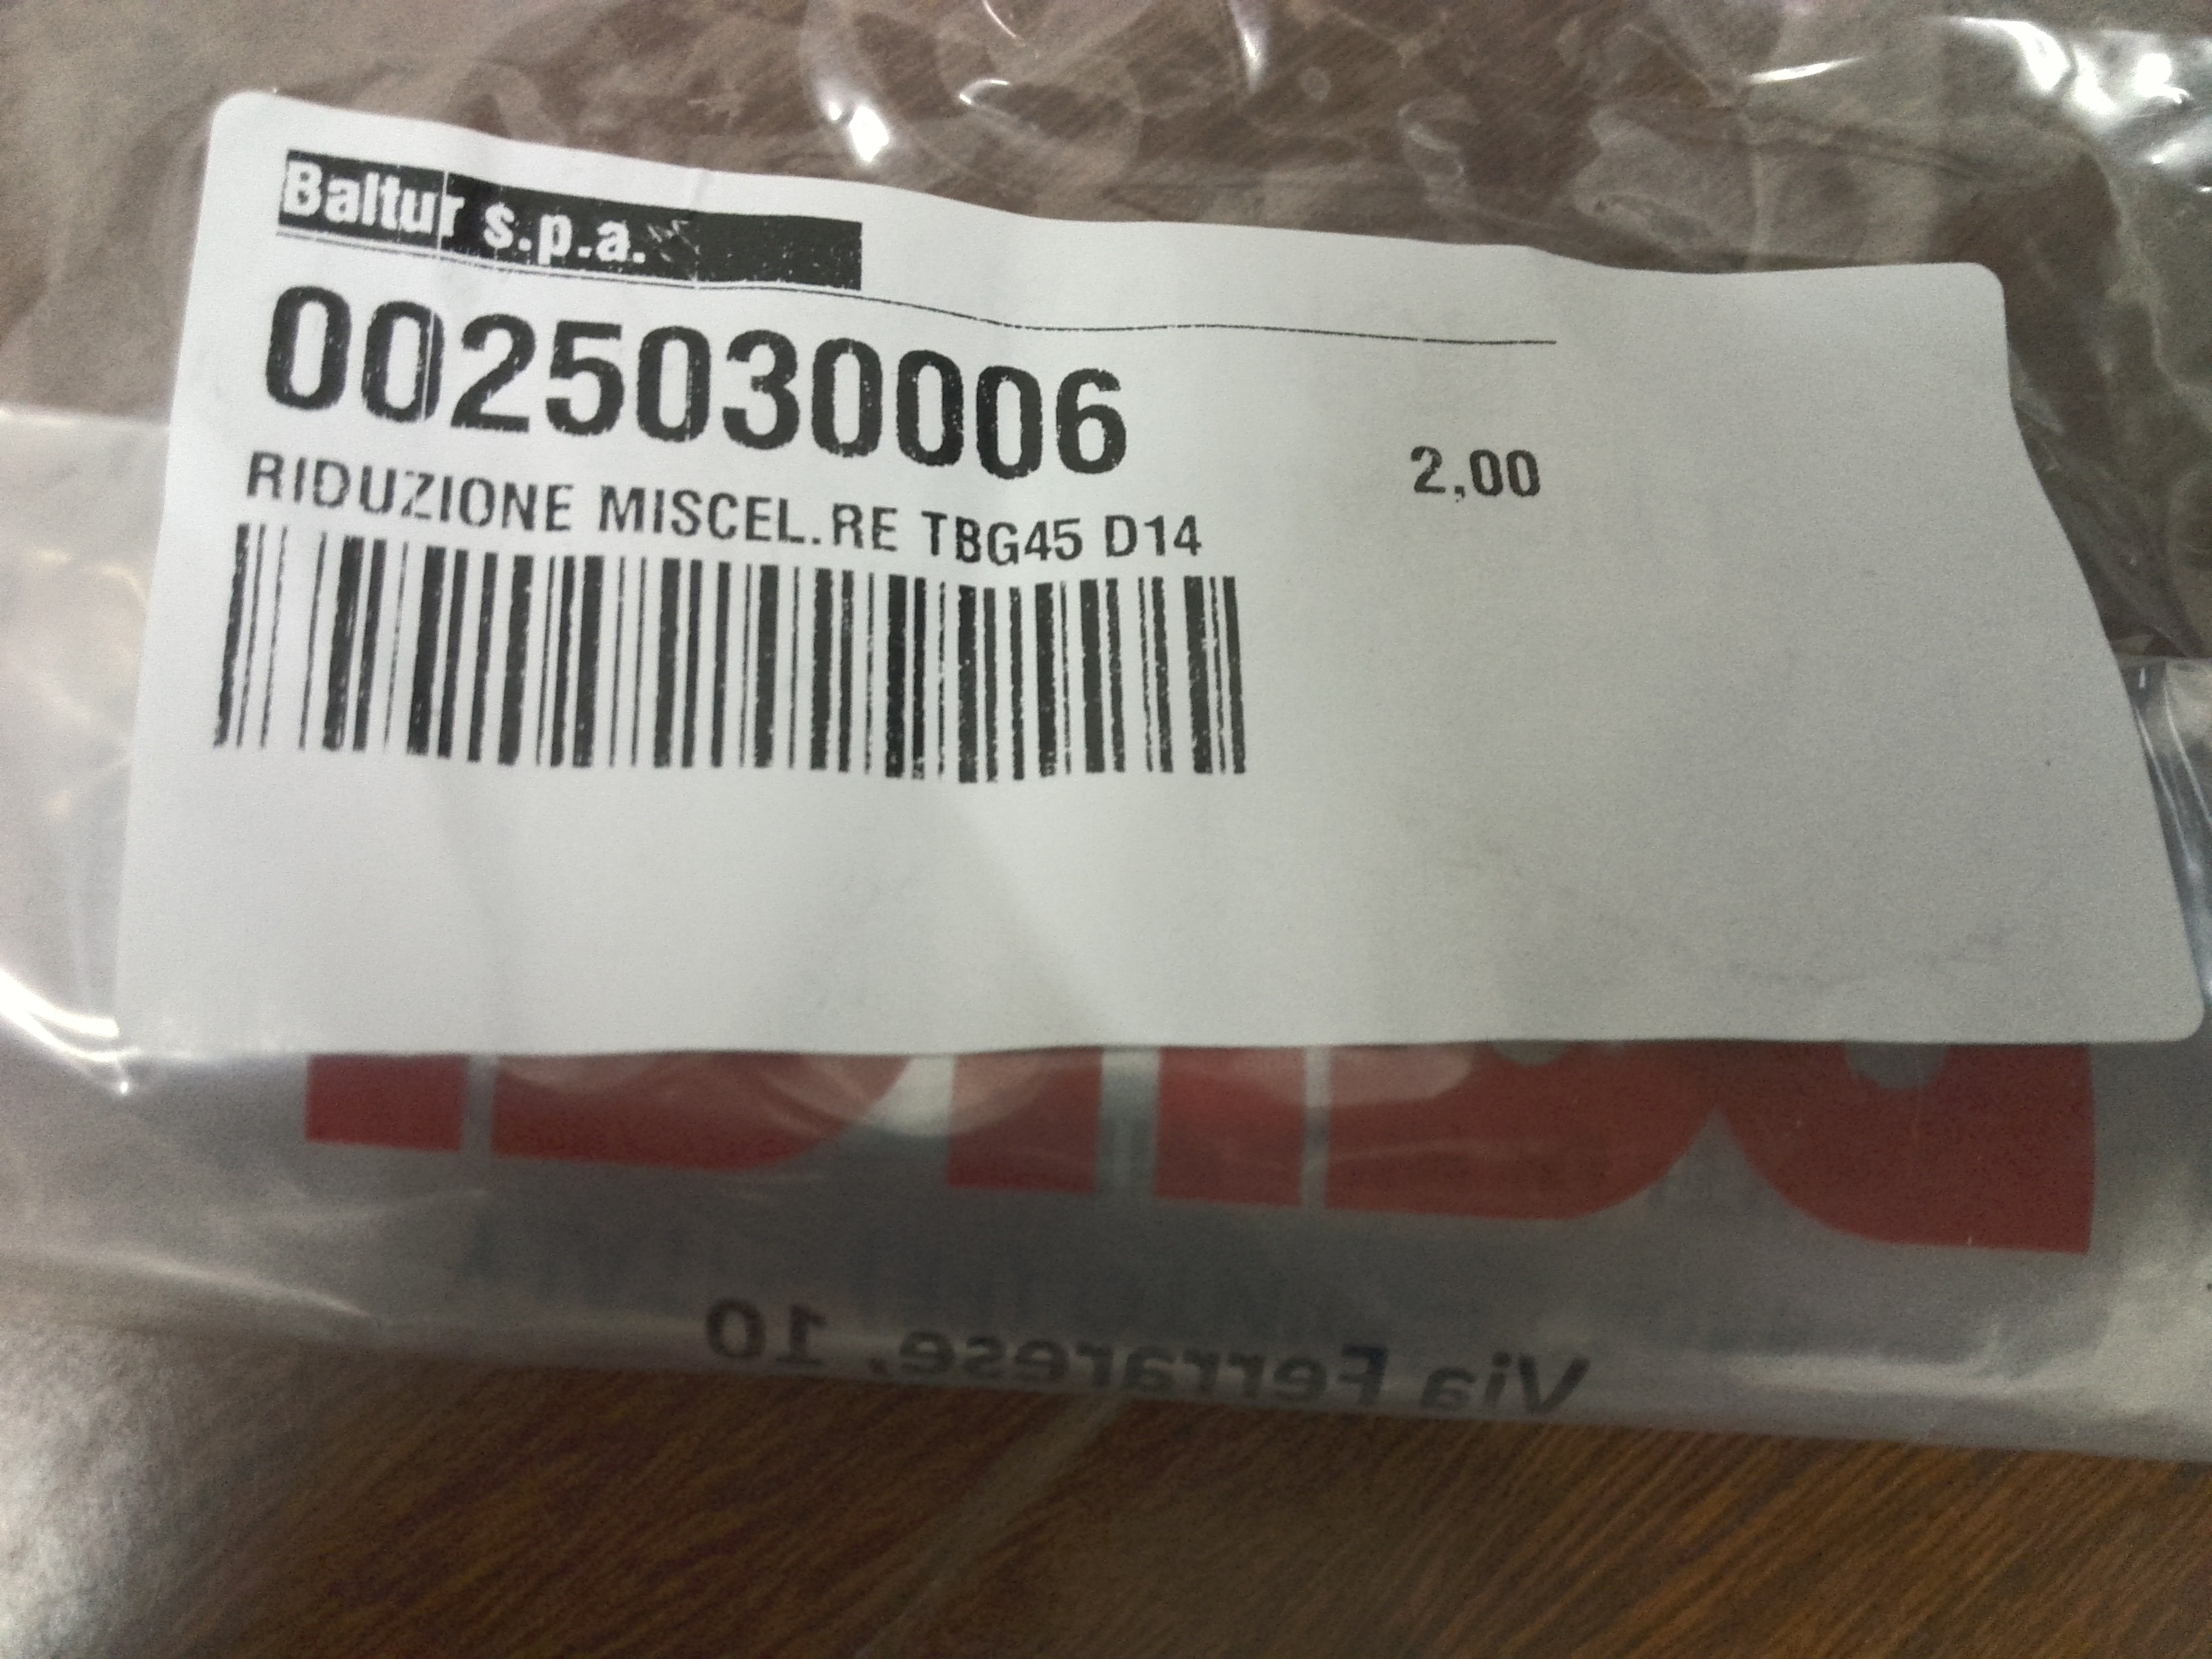 Baltur s.p.a.
0025030006
2,00
RIDUZIONE MISCEL.RE TBG45 D14
Via Ferrarese, 10